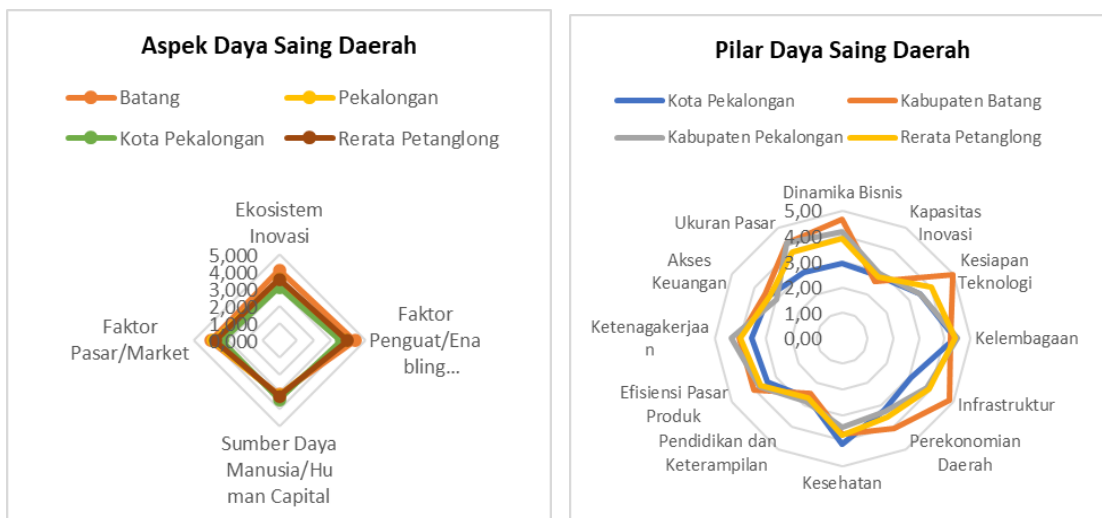 Aspek Daya Saing Daerah
Batang
Pekalongan
Kota Pekalongan
Rerata Petanglong
Ekosistem
Inovasi
5,000
4,000
3,000
2,000
1,000
0,000
Faktor
Penguat/Ena
bling...
Faktor
Pasar/Market
Sumber Daya
Manusia/Hu
man Capital
Pilar Daya Saing Daerah
Kota Pekalongan
Kabupaten Batang
Kabupaten Pekalongan
Rerata Petanglong
Dinamika Bisnis
5,00
4,00
3,00
2,00
1,00
0,00
Kapasitas
Inovasi
Kesiapan
Teknologi
Kelembagaan
Infrastruktur
Perekonomian
Daerah
Kesehatan
Pendidikan dan
Keterampilan
Efisiensi Pasar
Produk
Ketenagakerjaa
n
Akses
Keuangan
Ukuran Pasar